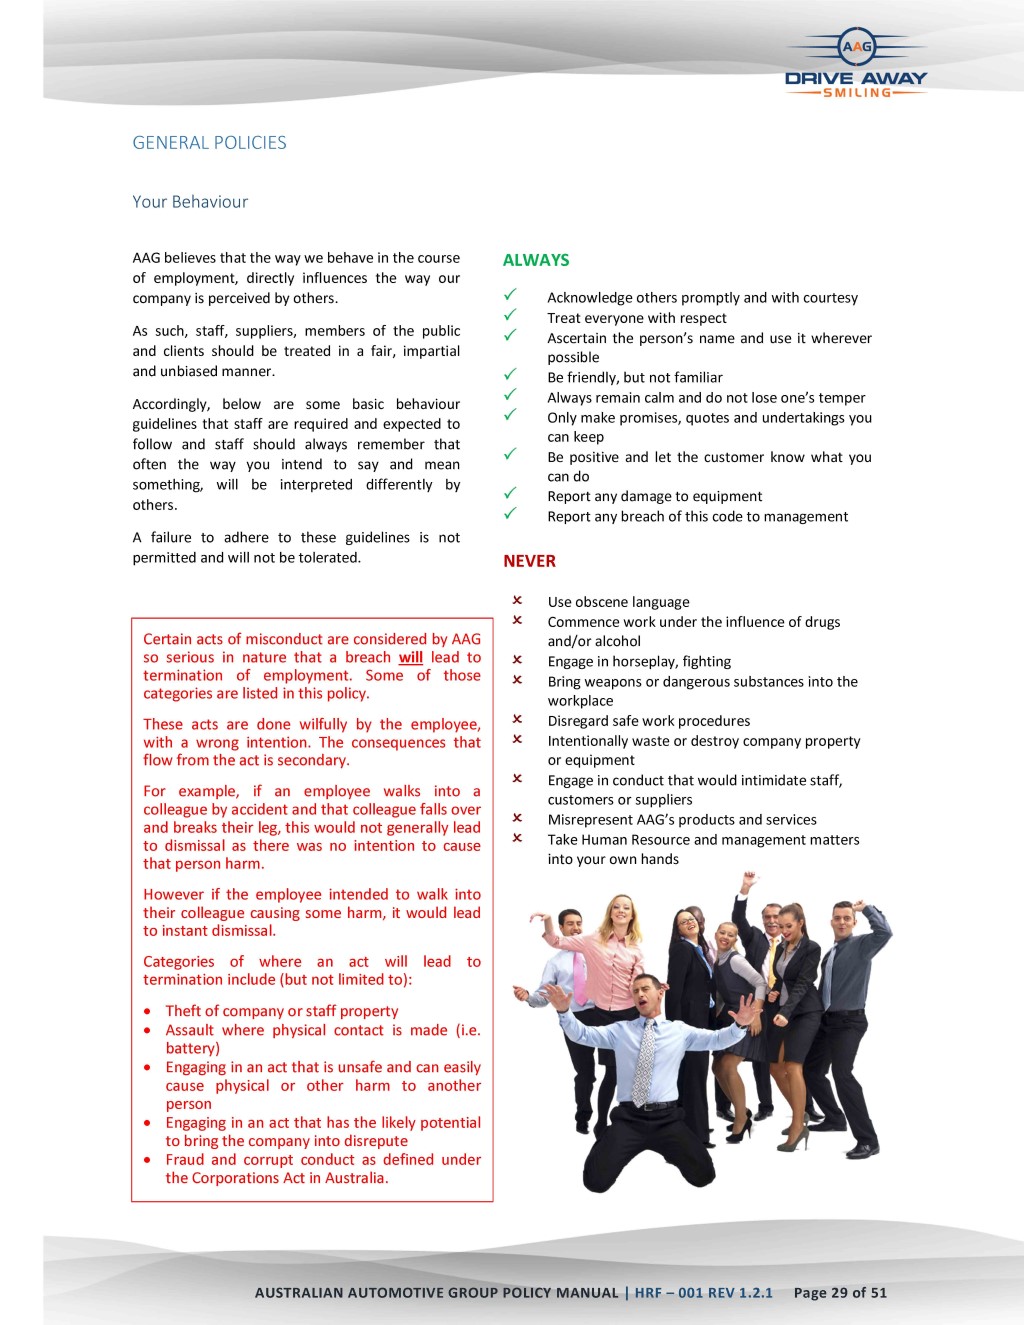 AAG
DRIVE AWAY
SMILING
GENERAL POLICIES
Your Behaviour
AAG believes that the way we behave in the course
of employment, directly influences the way our
company is perceived by others.
As such, staff, suppliers, members of the public
and clients should be treated in a fair, impartial
and unbiased manner.
Accordingly, below are some basic behaviour
guidelines that staff are required and expected to
follow and staff should always remember that
often the way you intend to say and mean
something, will be interpreted differently by
others.
A failure to adhere to these guidelines is not
permitted and will not be tolerated.
Certain acts of misconduct are considered by AAG
so serious in nature that a breach will lead to
termination of employment. Some of those
categories are listed in this policy.
These acts are done wilfully by the employee,
with a wrong intention. The consequences that
flow from the act is secondary.
For example, if an employee walks into a
colleague by accident and that colleague falls over
and breaks their leg, this would not generally lead
to dismissal as there was no intention to cause
that person harm.
However if the employee intended to walk into
their colleague causing some harm, it would lead
to instant dismissal.
Categories of where an act will lead to
termination include (but not limited to):
• Theft of company or staff property
• Assault where physical contact is made (i.e.
battery)
• Engaging in an act that is unsafe and can easily
cause physical or other harm to another
person
• Engaging in an act that has the likely potential
to bring the company into disrepute
• Fraud and corrupt conduct as defined under
the Corporations Act in Australia.
ALWAYS
✓ Acknowledge others promptly and with courtesy
✓ Treat everyone with respect
✓ Ascertain the person's name and use it wherever
possible
✓ Be friendly, but not familiar
✓ Always remain calm and do not lose one's temper
✓ Only make promises, quotes and undertakings you
can keep
✓ Be positive and let the customer know what you
can do
✓ Report any damage to equipment
✓ Report any breach of this code to management
NEVER
× Use obscene language
× Commence work under the influence of drugs
and/or alcohol
× Engage in horseplay, fighting
× Bring weapons or dangerous substances into the
workplace
× Disregard safe work procedures
× Intentionally waste or destroy company property
or equipment
× Engage in conduct that would intimidate staff,
customers or suppliers
× Misrepresent AAG's products and services
× Take Human Resource and management matters
into your own hands
AUSTRALIAN AUTOMOTIVE GROUP POLICY MANUAL | HRF – 001 REV 1.2.1 Page 29 of 51